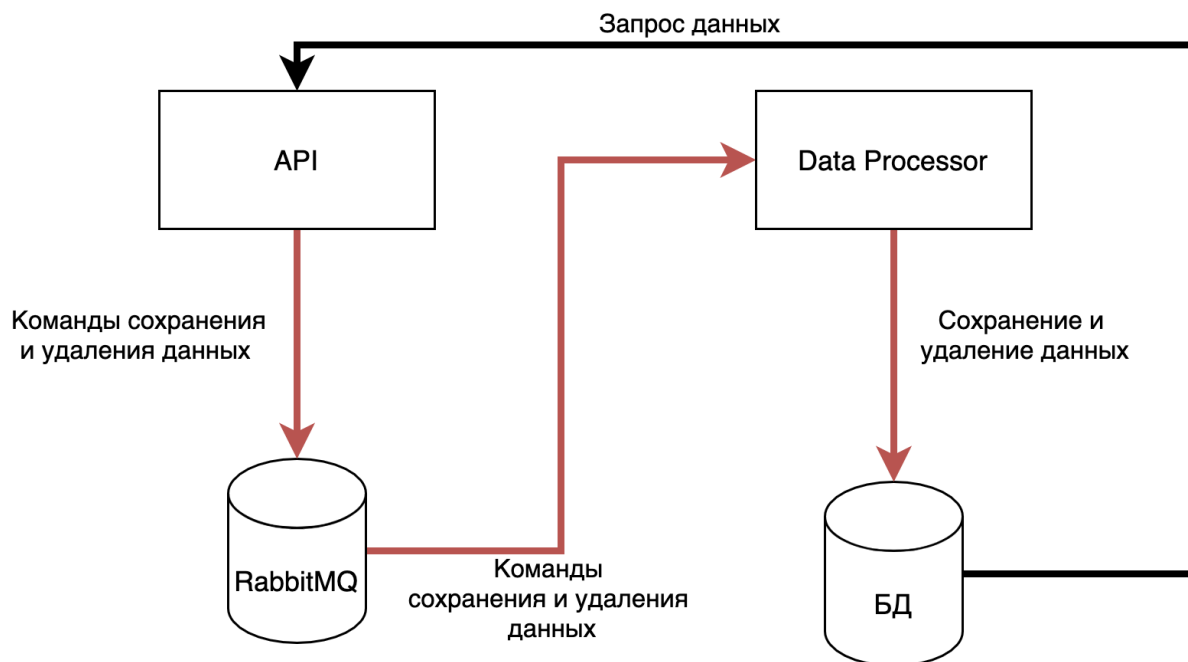 Запрос данных
API
Data Processor
Команды сохранения
и удаления данных
Сохранение и
удаление данных
RabbitMQ
Команды
сохранения и удаления
данных
БД